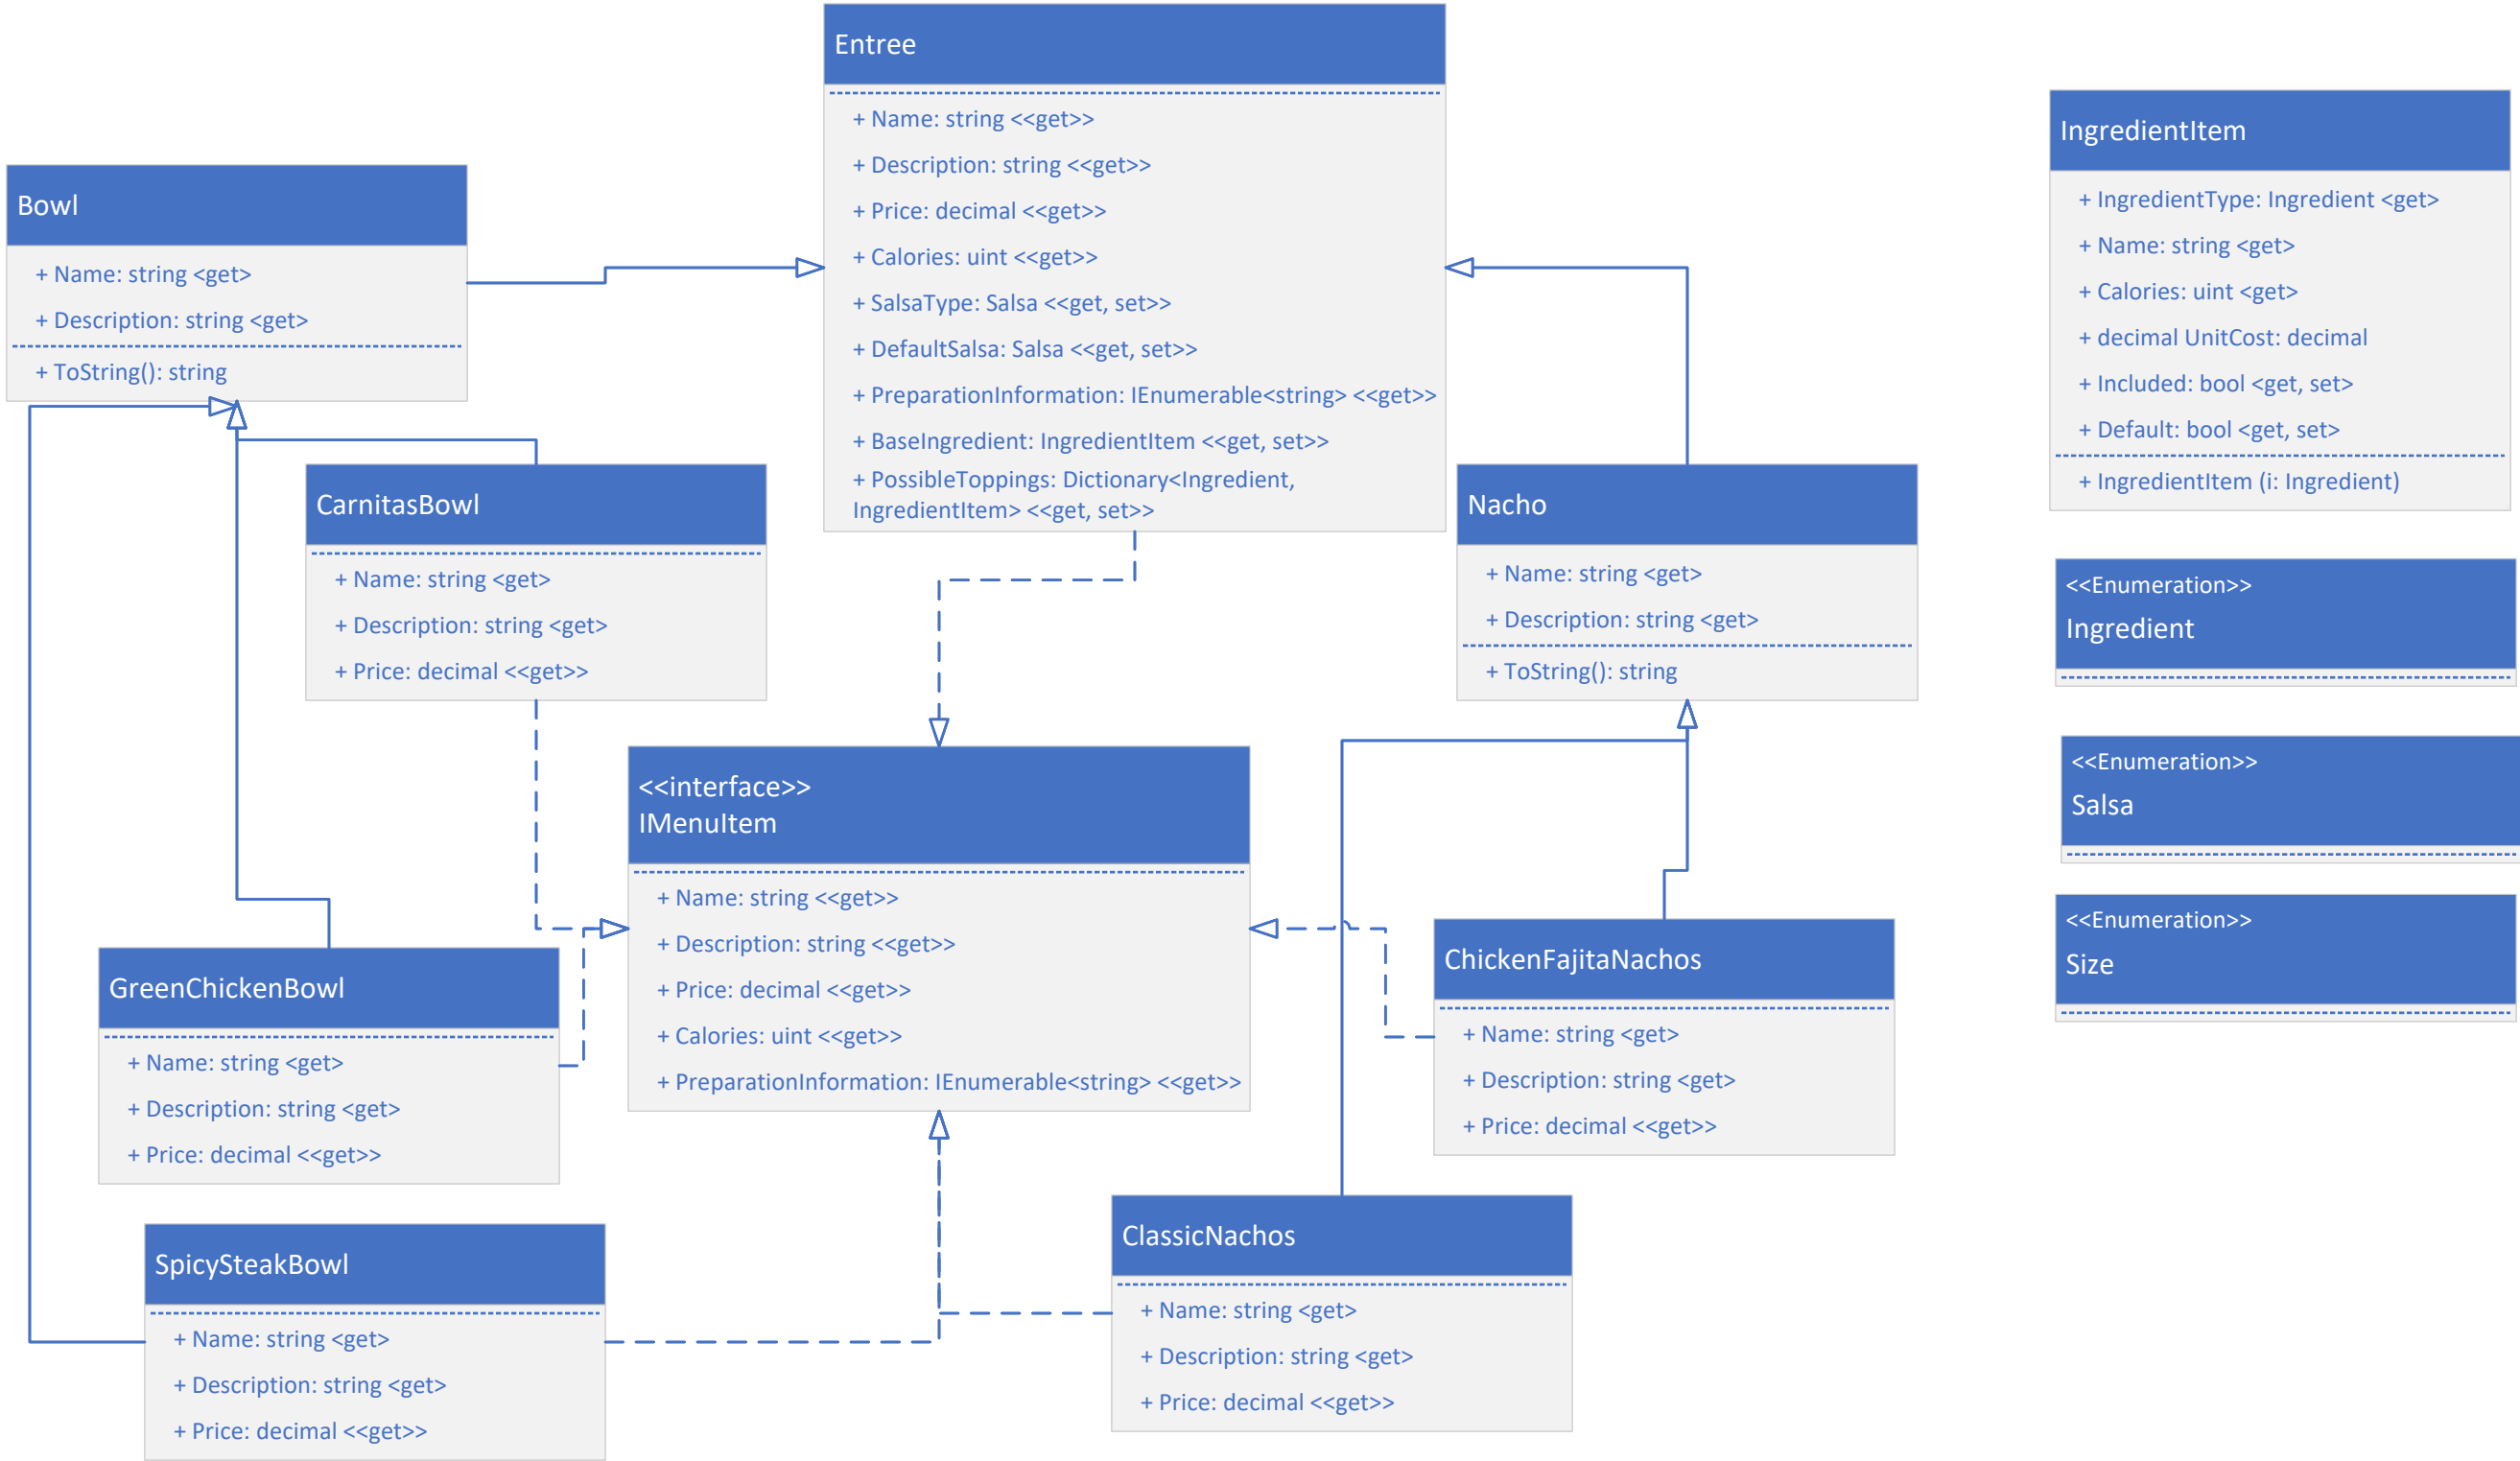 Entree
+ Name: string <<get>>
+ Description: string <<get>>
+ Price: decimal <<get>>
+ Calories: uint <<get>>
+ SalsaType: Salsa <<get, set>>
+ DefaultSalsa: Salsa <<get, set>>
+ PreparationInformation: IEnumerable<string> <<get>>
+ BaseIngredient: IngredientItem <<get, set>>
+ PossibleToppings: Dictionary<Ingredient,
IngredientItem> <<get, set>>
IngredientItem
+ IngredientType: Ingredient <get>
+ Name: string <get>
+ Calories: uint <get>
+ decimal UnitCost: decimal
+ Included: bool <get, set>
+ Default: bool <get, set>
+ IngredientItem (i: Ingredient)
Bowl
+ Name: string <get>
+ Description: string <get>
+ ToString(): string
CarnitasBowl
+ Name: string <get>
+ Description: string <get>
+ Price: decimal <<get>>
Nacho
+ Name: string <get>
+ Description: string <get>
+ ToString(): string
<<Enumeration>>
Ingredient
<<Enumeration>>
Salsa
<<Enumeration>>
Size
<<interface>>
IMenuItem
+ Name: string <<get>>
+ Description: string <<get>>
+ Price: decimal <<get>>
+ Calories: uint <<get>>
+ PreparationInformation: IEnumerable<string> <<get>>
GreenChickenBowl
+ Name: string <get>
+ Description: string <get>
+ Price: decimal <<get>>
ChickenFajitaNachos
+ Name: string <get>
+ Description: string <get>
+ Price: decimal <<get>>
SpicySteakBowl
+ Name: string <get>
+ Description: string <get>
+ Price: decimal <<get>>
ClassicNachos
+ Name: string <get>
+ Description: string <get>
+ Price: decimal <<get>>